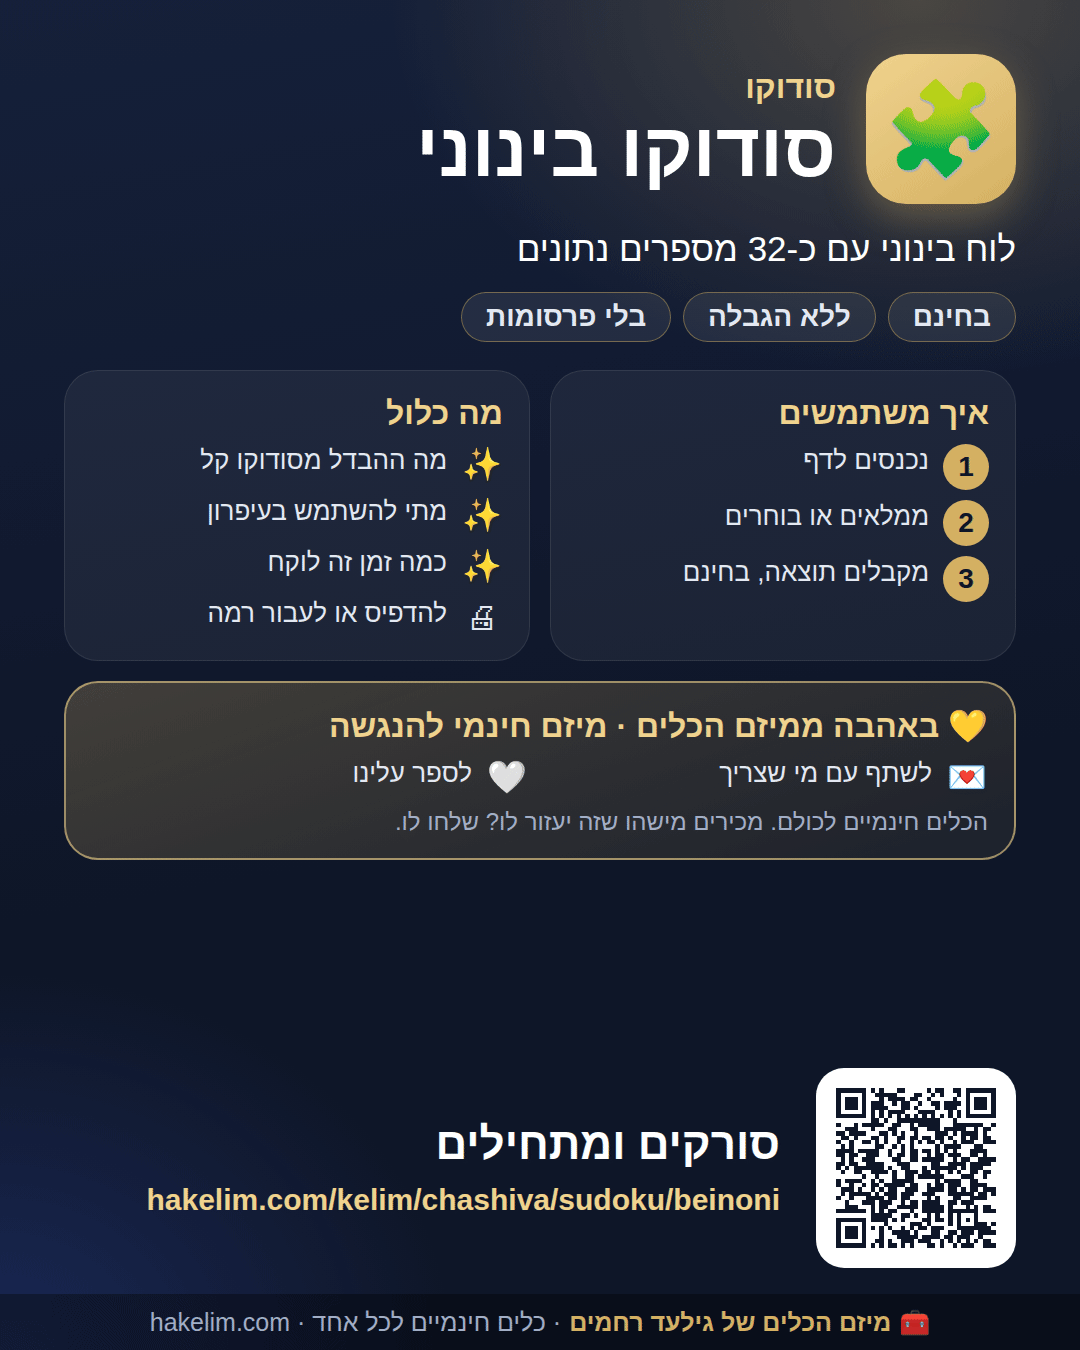 סודוקו
סודוקו בינוני
לוח בינוני עם כ-32 מספרים נתונים
בחינם
ללא הגבלה
בלי פרסומות
איך משתמשים
1 נכנסים לדף
2 ממלאים או בוחרים
3 מקבלים תוצאה, בחינם
מה כלול
מה ההבדל מסודוקו קל
מתי להשתמש בעיפרון
כמה זמן זה לוקח
להדפיס או לעבור רמה
באהבה ממיזם הכלים · מיזם חינמי להנגשה
לשתף עם מי שצריך
לספר עלינו
הכלים חינמיים לכולם. מכירים מישהו שזה יעזור לו? שלחו לו.
סורקים ומתחילים
hakelim.com/kelim/chashiva/sudoku/beinoni
מיזם הכלים של גילעד רחמים · כלים חינמיים לכל אחד · hakelim.com